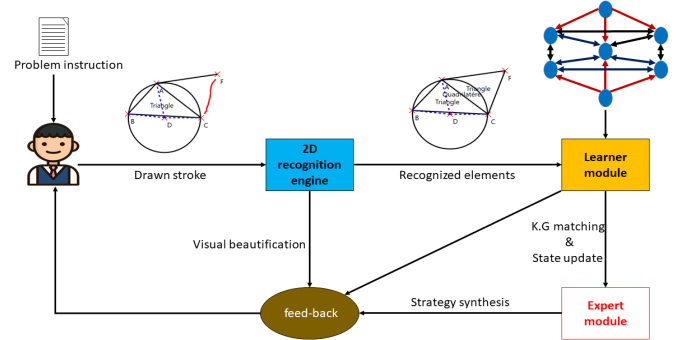 Problem instruction
A
F
Triangle
B
D
C
Drawn stroke
2D
recognition
engine
A
F
Triangle
Quadrilatere
Triangle
B
D
C
Recognized elements
Learner
module
Visual beautification
K.G matching
&
State update
feed-back
Strategy synthesis
Expert
module